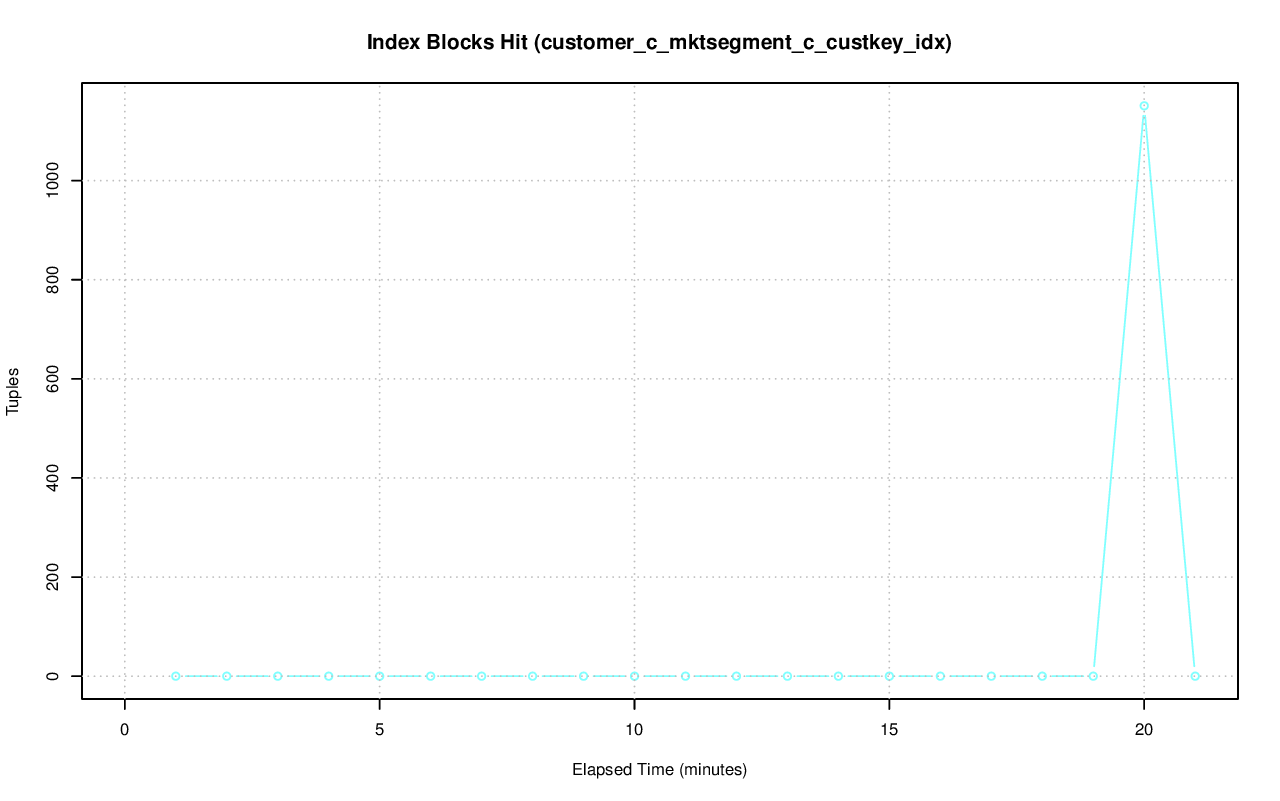 Index Blocks Hit (customer_c_mktsegment_c_custkey_idx)
Tuples
1000
800
600
400
200
0
0 5 10 15 20
Elapsed Time (minutes)